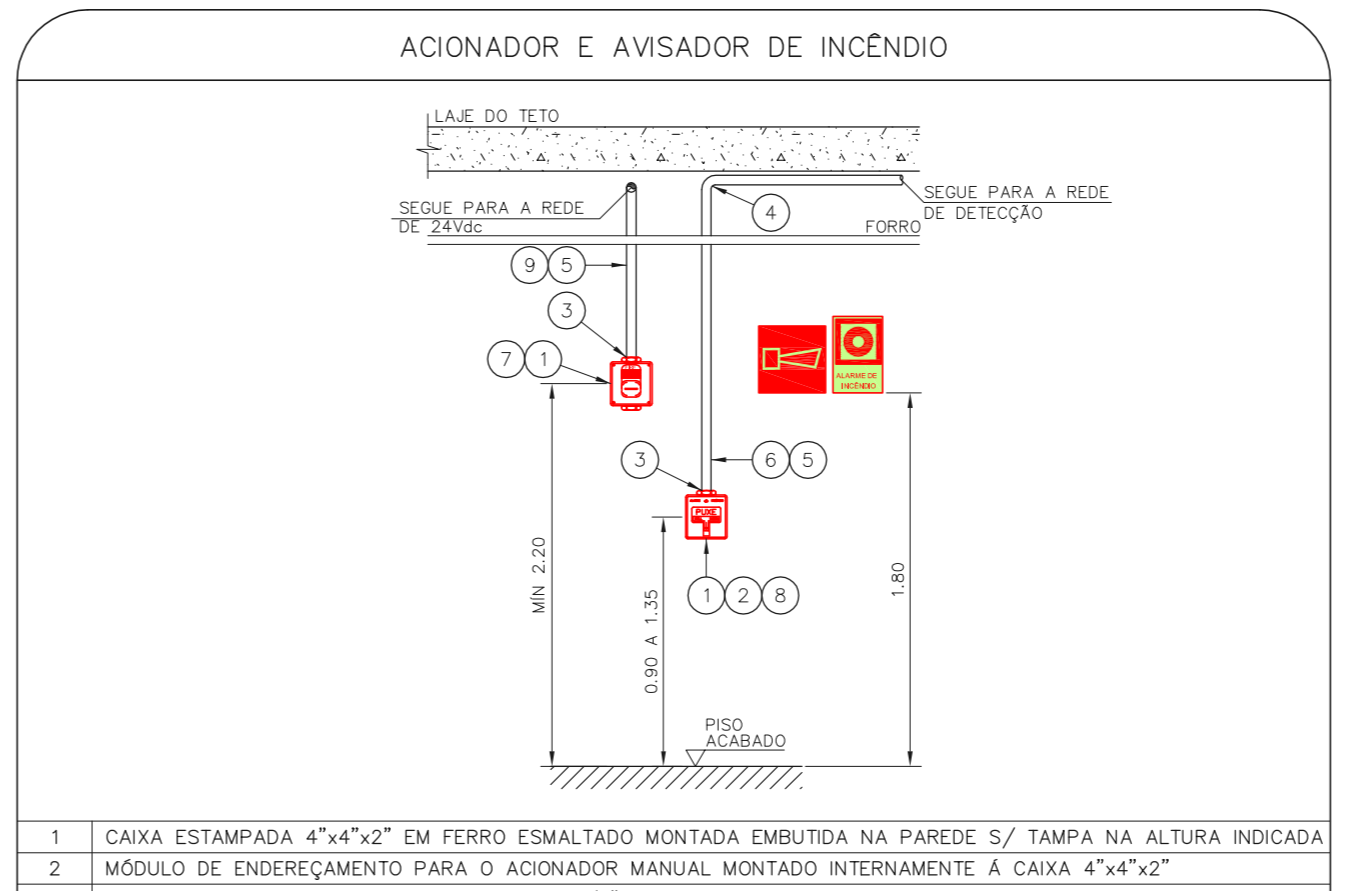 ACIONADOR E AVISADOR DE INCÊNDIO
LAJE DO TETO
SEGUE PARA A REDE
DE 24Vdc
4
SEGUE PARA A REDE
DE DETECÇÃO
FORRO
9 5
3
7 1
ALARME DE
INCÊNDIO
3
6 5
PUXE
1 2 8
MÍN 2.20
0.90 A 1.35
1.80
PISO
ACABADO
1 CAIXA ESTAMPADA 4"x4"x2" EM FERRO ESMALTADO MONTADA EMBUTIDA NA PAREDE S/ TAMPA NA ALTURA INDICADA
2 MÓDULO DE ENDEREÇAMENTO PARA O ACIONADOR MANUAL MONTADO INTERNAMENTE Á CAIXA 4"x4"x2"